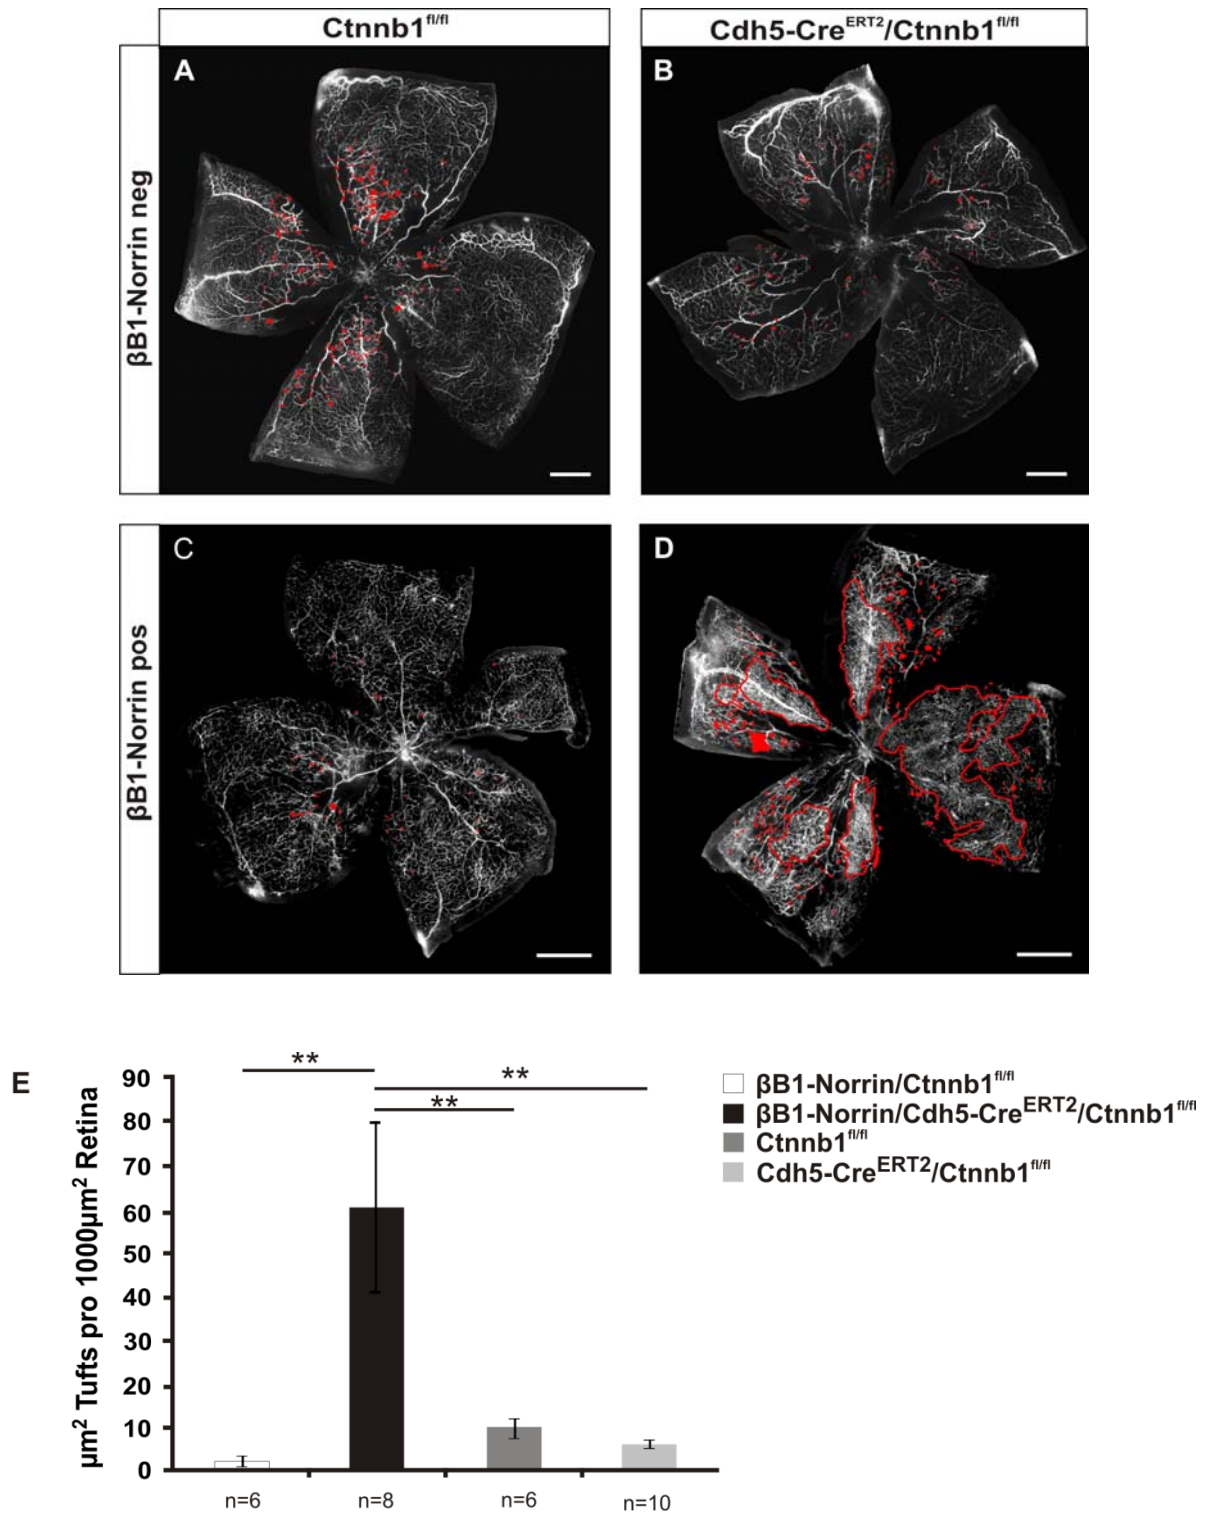 Ctnnb1fl/fl
Cdh5-CreERT2/Ctnnb1fl/fl
βB1-Norrin neg
A
B
βB1-Norrin pos
C
D
E
µm2 Tufts pro 1000µm2 Retina
90
80
70
60
50
40
30
20
10
0
**
**
**
n=6
n=8
n=6
n=10
βB1-Norrin/Ctnnb1fl/fl
βB1-Norrin/Cdh5-CreERT2/Ctnnb1fl/fl
Ctnnb1fl/fl
Cdh5-CreERT2/Ctnnb1fl/fl